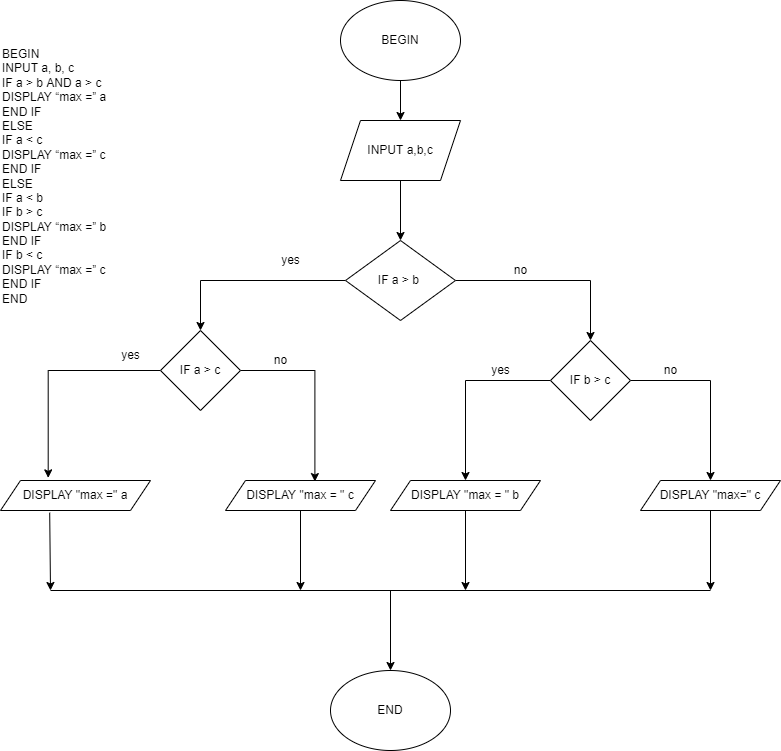 BEGIN
INPUT a, b, c
IF a > b AND a > c
DISPLAY “max =” a
END IF
ELSE
IF a < c
DISPLAY “max =” c
END IF
ELSE
IF a < b
IF b > c
DISPLAY “max =” b
END IF
IF b < c
DISPLAY “max =” c
END IF
END
BEGIN
INPUT a,b,c
IF a > b
yes
no
IF a > c
yes
no
IF b > c
yes
no
DISPLAY "max =" a
DISPLAY "max = " c
DISPLAY "max = " b
DISPLAY "max=" c
END